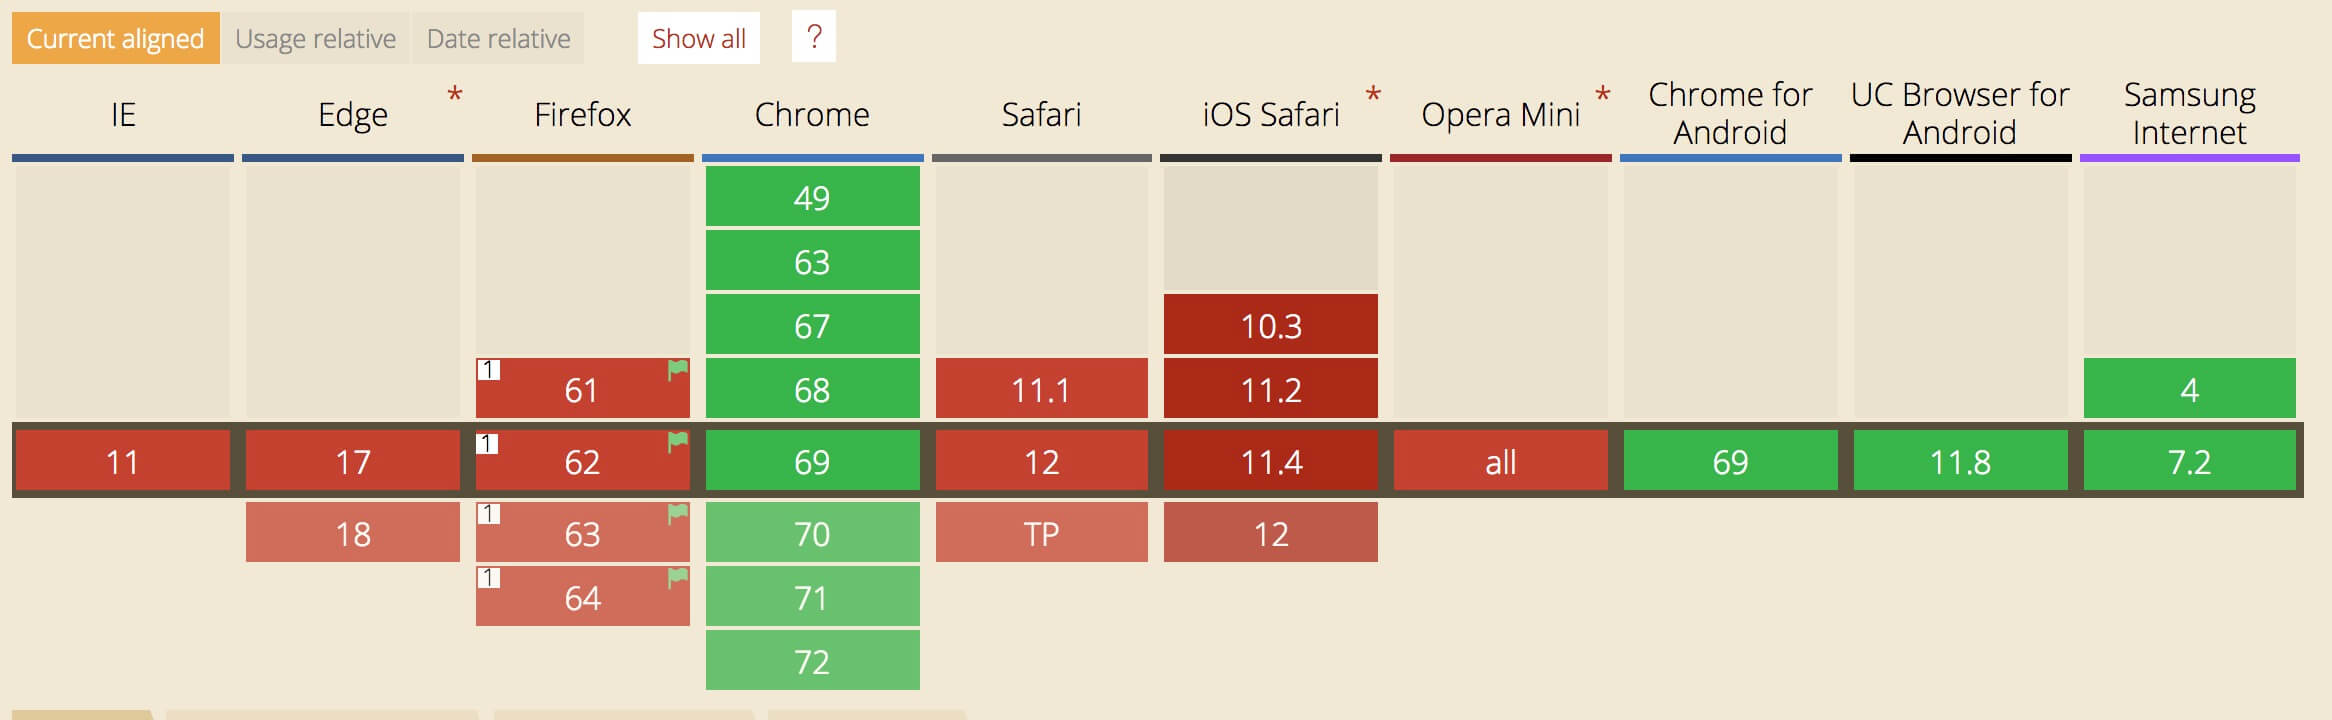 Current aligned Usage relative Date relative Show all ?
IE Edge * Firefox Chrome Safari iOS Safari * Opera Mini * Chrome for Android UC Browser for Android Samsung Internet
49
63
67 10.3
1 61 68 11.1 11.2 4
11 17 1 62 69 12 11.4 all 69 11.8 7.2
18 1 63 70 TP 12
1 64 71
72